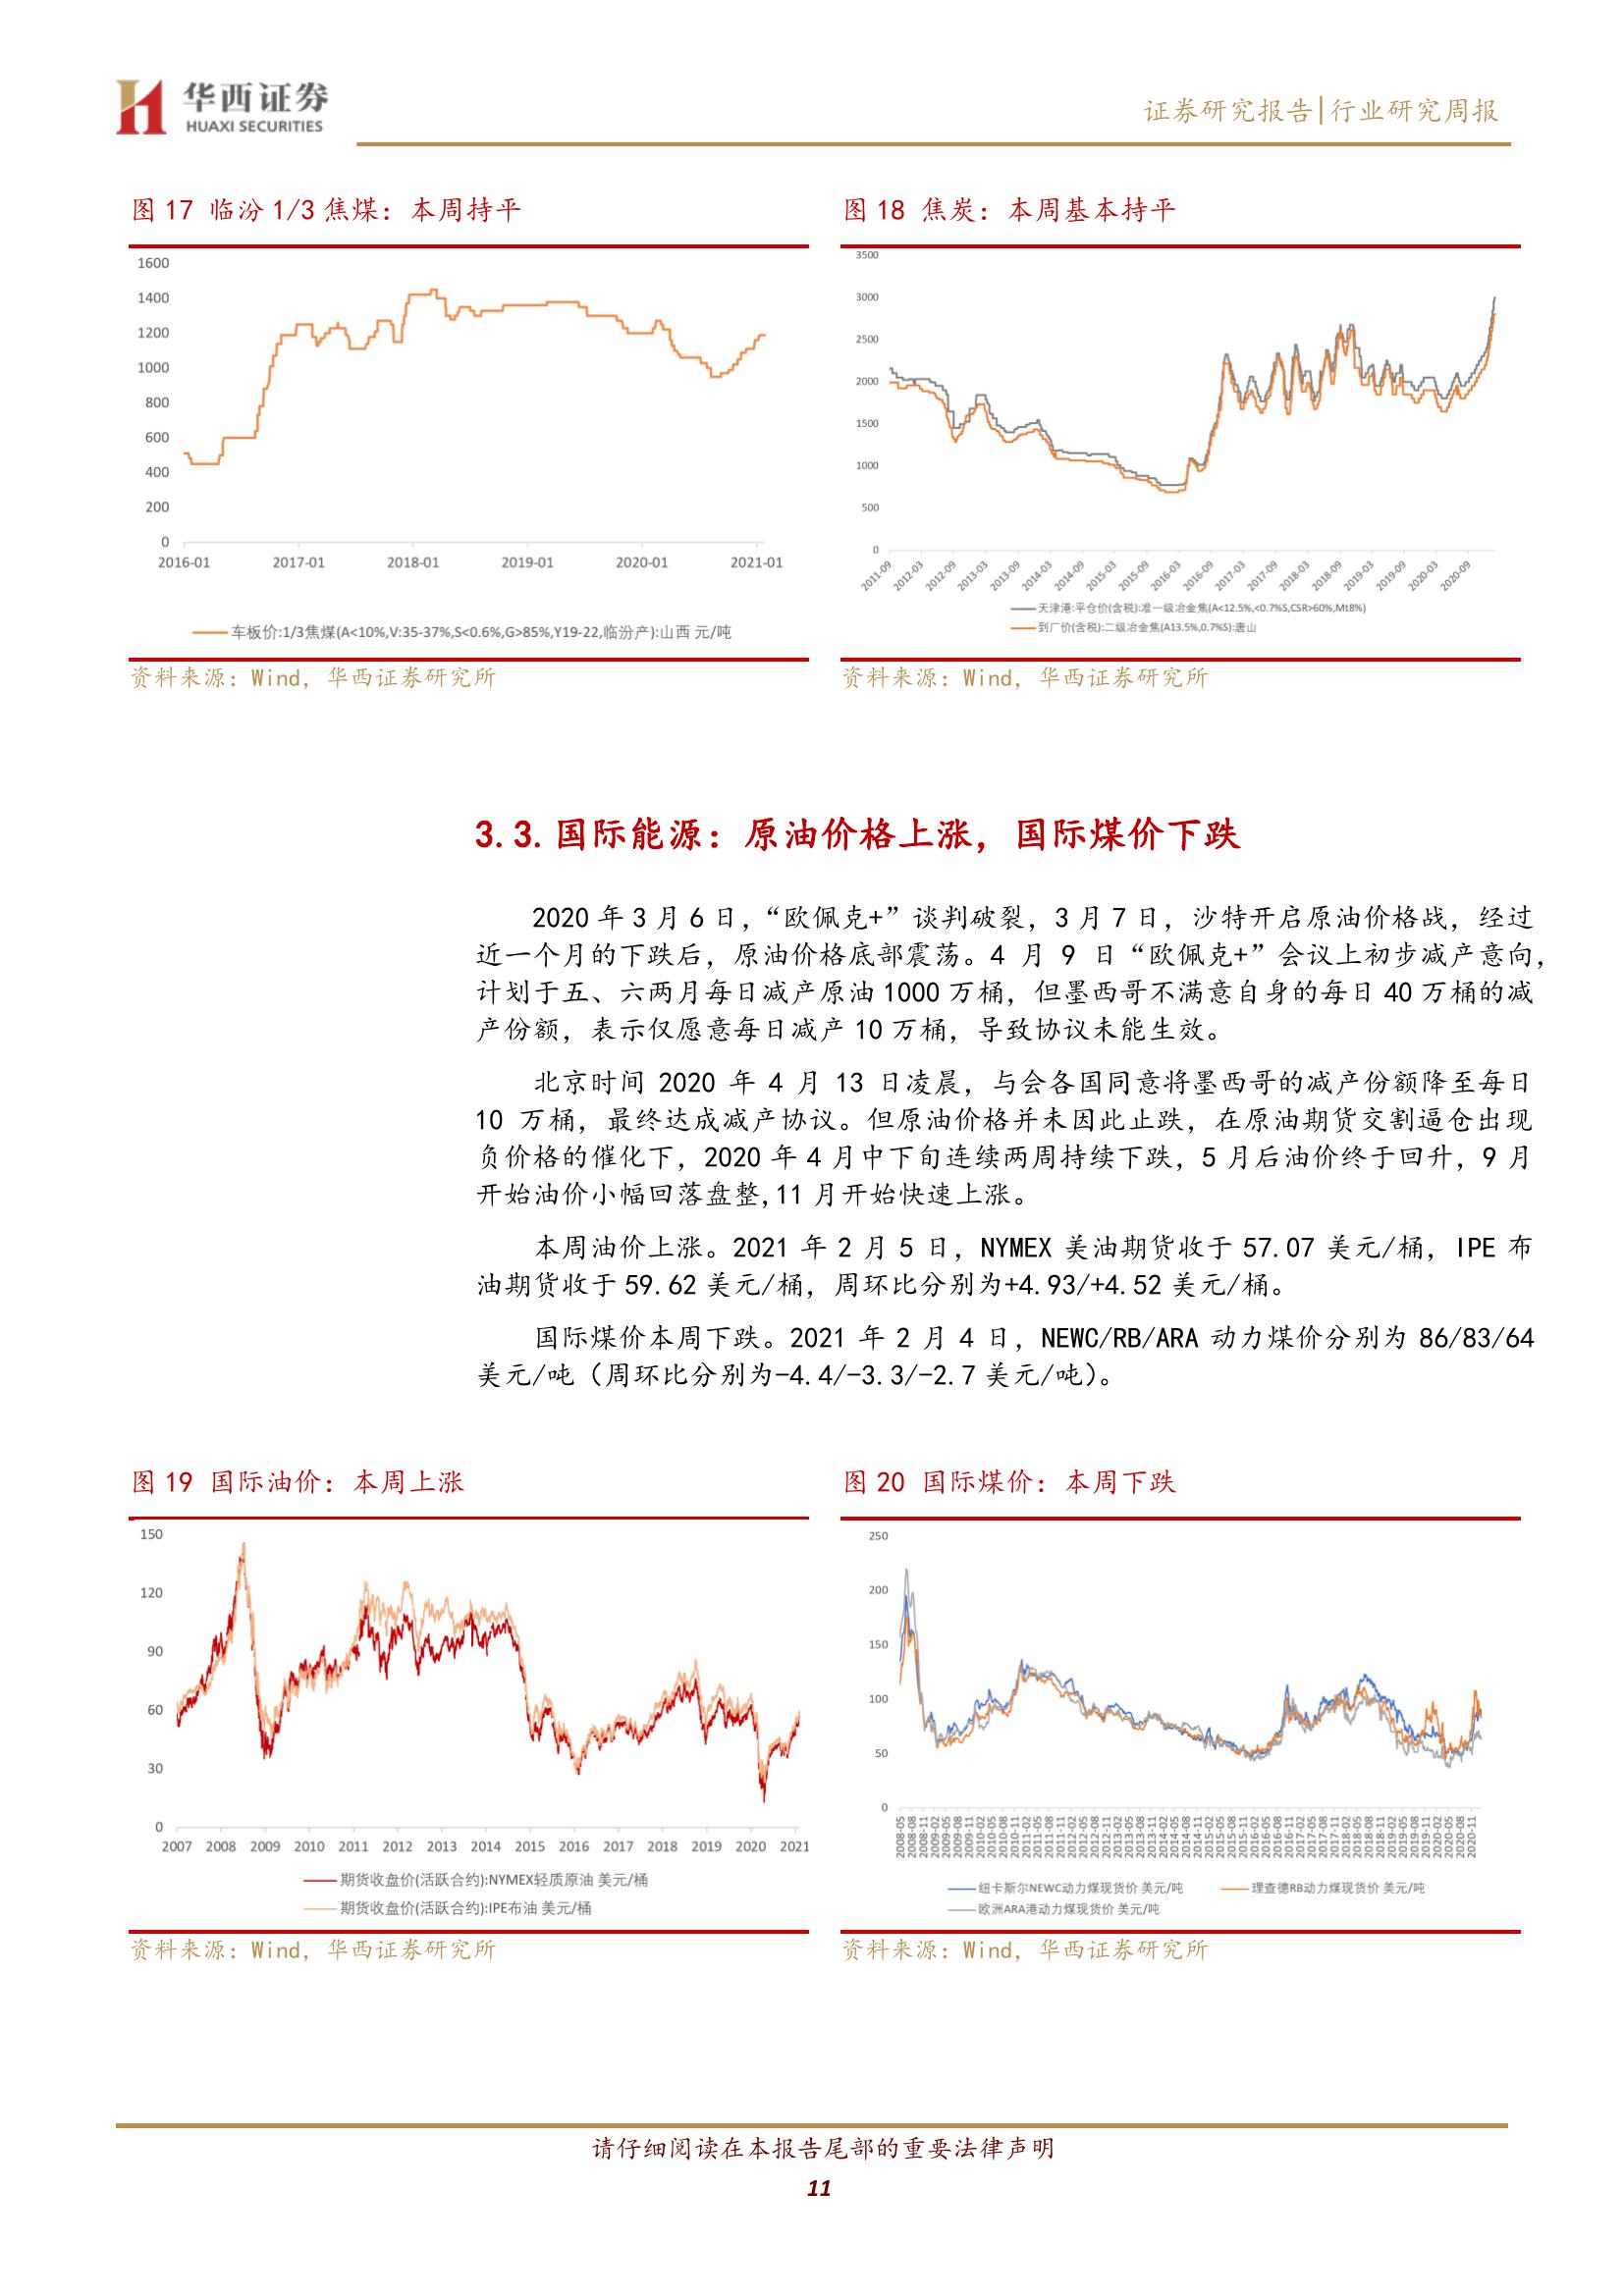 华西证券
HUAXI SECURITIES
证券研究报告|行业研究周报
图 17 临汾 1/3 焦煤：本周持平
1600
1400
1200
1000
800
600
400
200
0
2016-01 2017-01 2018-01 2019-01 2020-01 2021-01
车板价:1/3焦煤(A<10%,V:35-37%,S<0.6%,G>85%,Y19-22,临汾产):山西 元/吨
资料来源：Wind，华西证券研究所
图 18 焦炭：本周基本持平
3500
3000
2500
2000
1500
1000
500
0
2011-09 2012-03 2012-09 2013-03 2013-09 2014-03 2014-09 2015-03 2015-09 2016-03 2016-09 2017-03 2017-09 2018-03 2018-09 2019-03 2019-09 2020-03 2020-09
天津港:平仓价(含税):准一级冶金焦(A<12.5%,<0.7%S,CSR>60%,Mt8%)
到厂价(含税):二级冶金焦(A13.5%,0.7%S):唐山
资料来源：Wind，华西证券研究所
3.3.国际能源：原油价格上涨，国际煤价下跌
2020 年 3 月 6 日，“欧佩克+”谈判破裂，3 月 7 日，沙特开启原油价格战，经过
近一个月的下跌后，原油价格底部震荡。4 月 9 日“欧佩克+”会议上初步减产意向，
计划于五、六两月每日减产原油 1000 万桶，但墨西哥不满意自身的每日 40 万桶的减
产份额，表示仅愿意每日减产 10 万桶，导致协议未能生效。
北京时间 2020 年 4 月 13 日凌晨，与会各国同意将墨西哥的减产份额降至每日
10 万桶，最终达成减产协议。但原油价格并未因此止跌，在原油期货交割逼仓出现
负价格的催化下，2020 年 4 月中下旬连续两周持续下跌，5 月后油价终于回升，9 月
开始油价小幅回落盘整,11 月开始快速上涨。
本周油价上涨。2021 年 2 月 5 日，NYMEX 美油期货收于 57.07 美元/桶，IPE 布
油期货收于 59.62 美元/桶，周环比分别为+4.93/+4.52 美元/桶。
国际煤价本周下跌。2021 年 2 月 4 日，NEWC/RB/ARA 动力煤价分别为 86/83/64
美元/吨（周环比分别为-4.4/-3.3/-2.7 美元/吨）。
图 19 国际油价：本周上涨
150
120
90
60
30
0
2007 2008 2009 2010 2011 2012 2013 2014 2015 2016 2017 2018 2019 2020 2021
期货收盘价(活跃合约):NYMEX轻质原油 美元/桶
期货收盘价(活跃合约):IPE布油 美元/桶
资料来源：Wind，华西证券研究所
图 20 国际煤价：本周下跌
250
200
150
100
50
0
2008-05 2008-08 2008-11 2009-02 2009-05 2009-08 2009-11 2010-02 2010-05 2010-08 2010-11 2011-02 2011-05 2011-08 2011-11 2012-02 2012-05 2012-08 2012-11 2013-02 2013-05 2013-08 2013-11 2014-02 2014-05 2014-08 2014-11 2015-02 2015-05 2015-08 2015-11 2016-02 2016-05 2016-08 2016-11 2017-02 2017-05 2017-08 2017-11 2018-02 2018-05 2018-08 2018-11 2019-02 2019-05 2019-08 2019-11 2020-02 2020-05 2020-08 2020-11
纽卡斯尔NEWC动力煤现货价 美元/吨 理查德RB动力煤现货价 美元/吨
欧洲ARA港动力煤现货价 美元/吨
资料来源：Wind，华西证券研究所
请仔细阅读在本报告尾部的重要法律声明
11